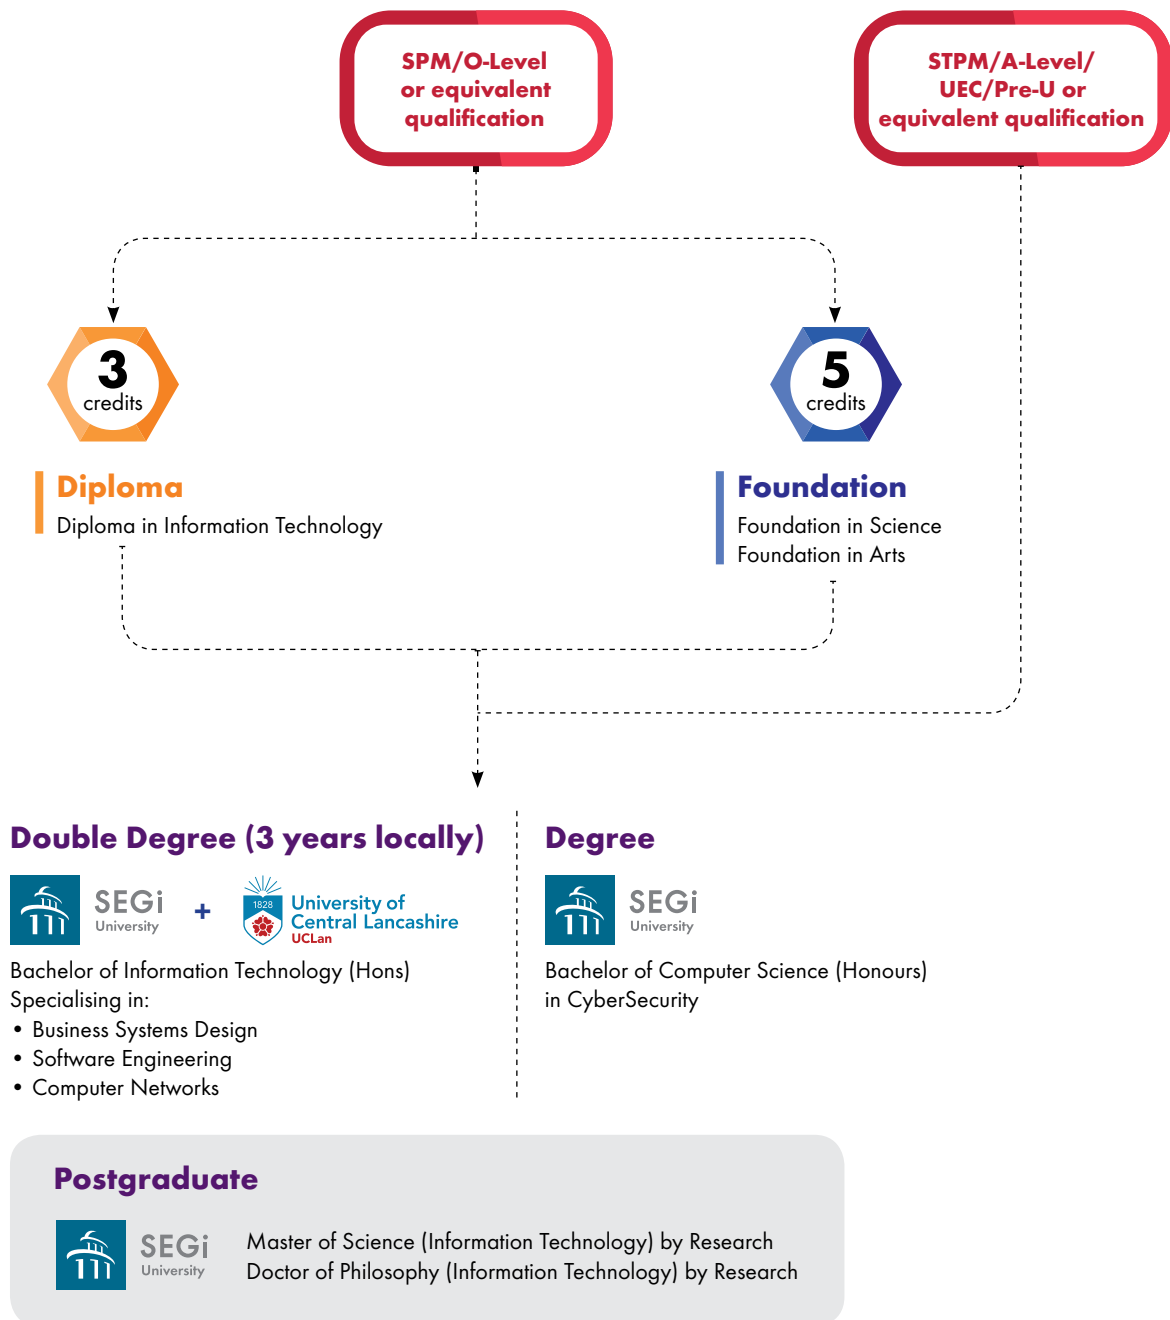 SPM/O-Level
or equivalent
qualification
STPM/A-Level/
UEC/Pre-U or
equivalent qualification
3
credits
5
credits
Diploma
Diploma in Information Technology
Foundation
Foundation in Science
Foundation in Arts
Double Degree (3 years locally)
SEGi
University
+
1828
University of
Central Lancashire
UCLan
Bachelor of Information Technology (Hons)
Specialising in:
• Business Systems Design
• Software Engineering
• Computer Networks
Degree
SEGi
University
Bachelor of Computer Science (Honours)
in CyberSecurity
Postgraduate
SEGi
University
Master of Science (Information Technology) by Research
Doctor of Philosophy (Information Technology) by Research